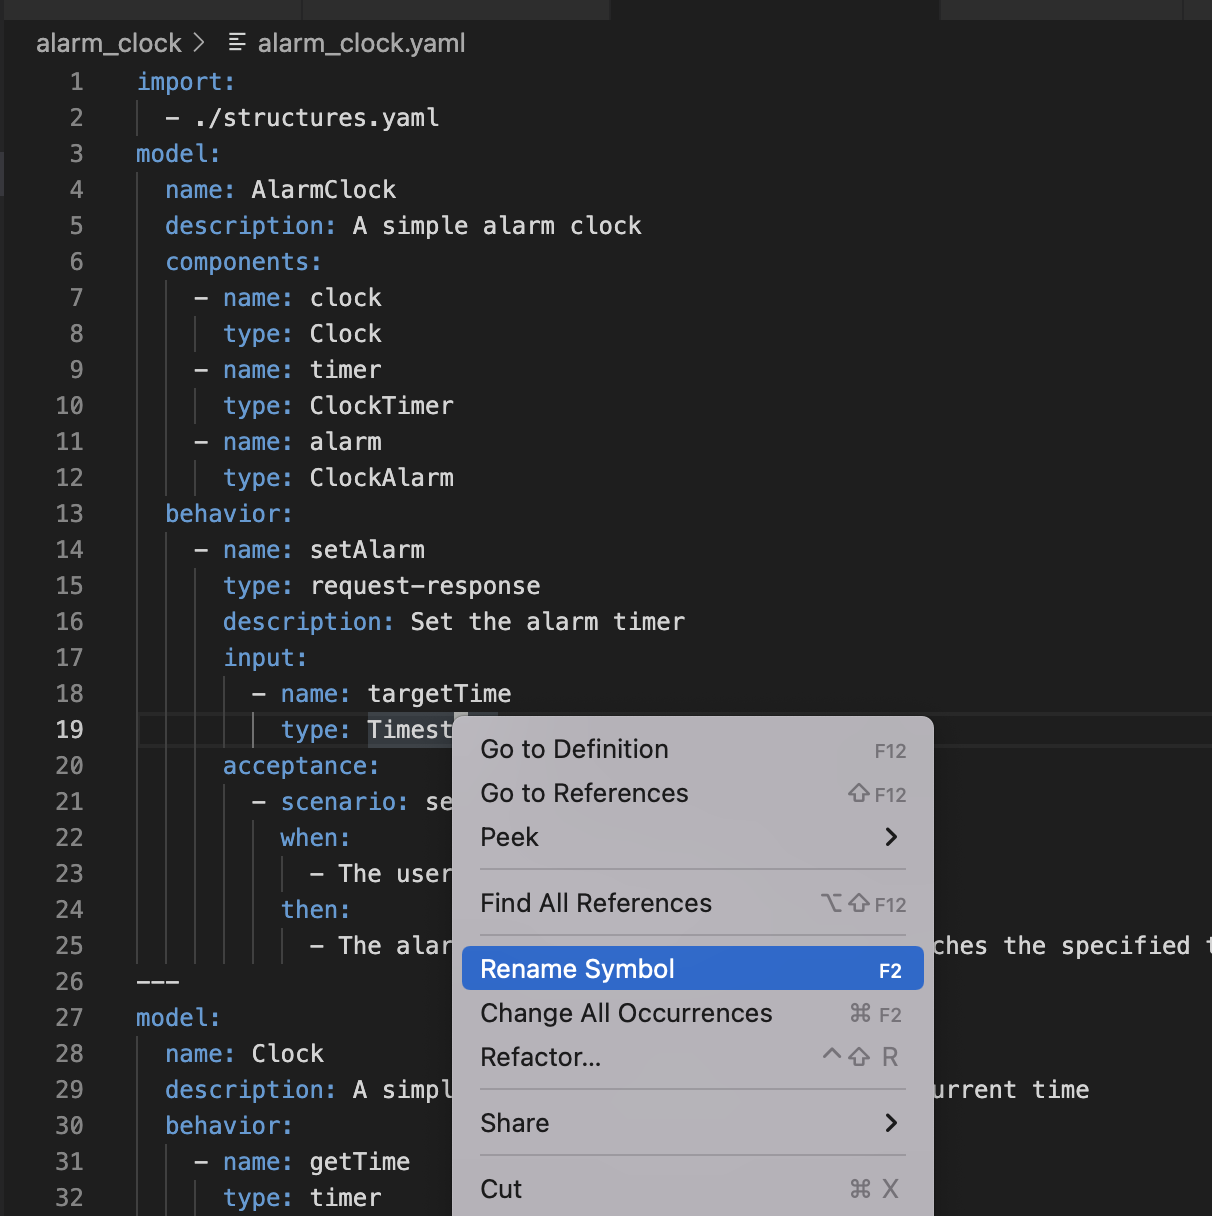 alarm_clock > alarm_clock.yaml
1 import:
2 - ./structures.yaml
3 model:
4 name: AlarmClock
5 description: A simple alarm clock
6 components:
7 - name: clock
8 type: Clock
9 - name: timer
10 type: ClockTimer
11 - name: alarm
12 type: ClockAlarm
13 behavior:
14 - name: setAlarm
15 type: request-response
16 description: Set the alarm timer
17 input:
18 - name: targetTime
19 type: Timest
20 acceptance:
21 - scenario: se
22 when:
23 - The user
24 then:
25 - The alar ches the specified t
26 ---
27 model:
28 name: Clock
29 description: A simpl urrent time
30 behavior:
31 - name: getTime
32 type: timer
Go to Definition F12
Go to References ⇧F12
Peek >
Find All References ⌥⇧F12
Rename Symbol F2
Change All Occurrences ⌘F2
Refactor... ^⇧R
Share >
Cut ⌘X